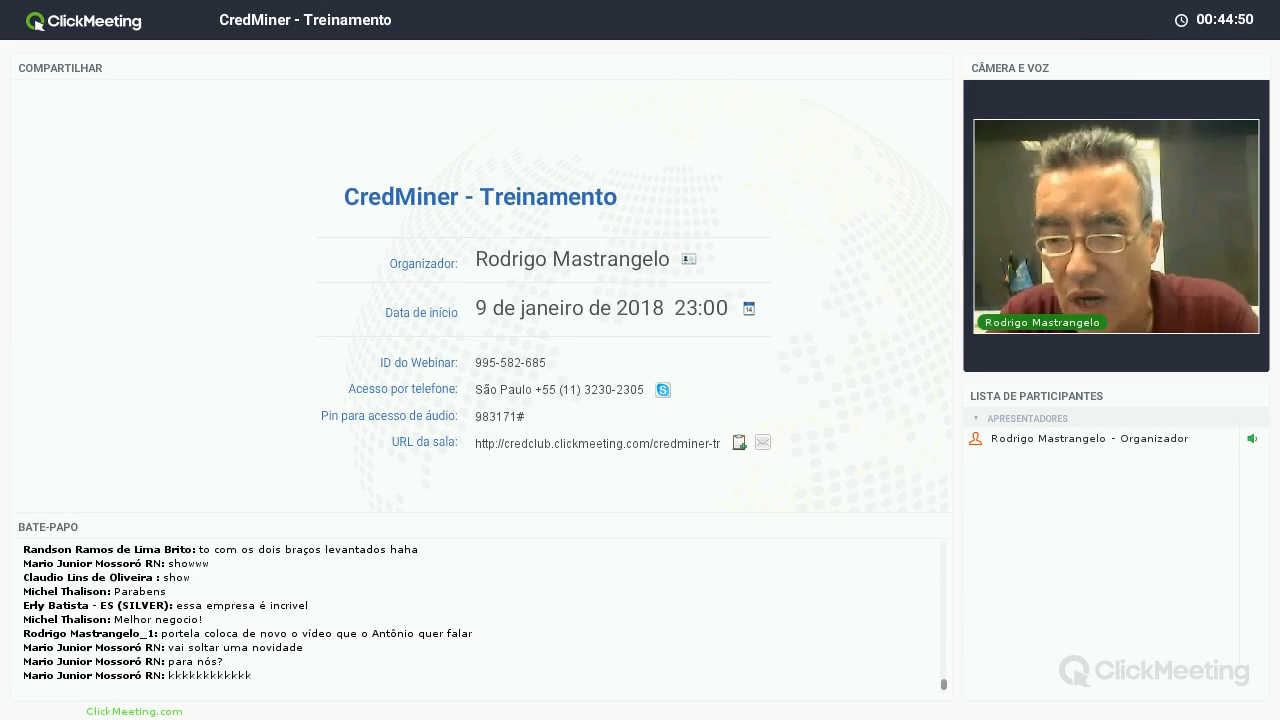 ClickMeeting
CredMiner - Treinamento
00:44:50
COMPARTILHAR
CredMiner - Treinamento
Organizador: Rodrigo Mastrangelo
Data de início 9 de janeiro de 2018 23:00
14
ID do Webinar: 995-582-685
Acesso por telefone: São Paulo +55 (11) 3230-2305
Pin para acesso de áudio: 983171#
URL da sala: http://credclub.clickmeeting.com/credminer-tr
BATE-PAPO
Randson Ramos de Lima Brito: to com os dois braços levantados haha
Mario Junior Mossoró RN: showww
Claudio Lins de Oliveira : show
Michel Thalison: Parabens
Erly Batista - ES (SILVER): essa empresa é incrivel
Michel Thalison: Melhor negocio!
Rodrigo Mastrangelo_1: portela coloca de novo o vídeo que o Antônio quer falar
Mario Junior Mossoró RN: vai soltar uma novidade
Mario Junior Mossoró RN: para nós?
Mario Junior Mossoró RN: kkkkkkkkkkkk
ClickMeeting.com
CÂMERA E VOZ
Rodrigo Mastrangelo
LISTA DE PARTICIPANTES
APRESENTADORES
Rodrigo Mastrangelo - Organizador
ClickMeeting